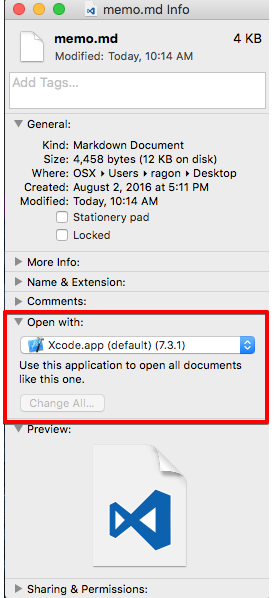 memo.md Info
memo.md 4 KB
Modified: Today, 10:14 AM
Add Tags...
General:
Kind: Markdown Document
Size: 4,458 bytes (12 KB on disk)
Where: OSX ▸ Users ▸ ragon ▸ Desktop
Created: August 2, 2016 at 5:11 PM
Modified: Today, 10:14 AM
Stationery pad
Locked
More Info:
Name & Extension:
Comments:
Open with:
Xcode.app (default) (7.3.1)
Use this application to open all documents
like this one.
Change All...
Preview:
Sharing & Permissions: